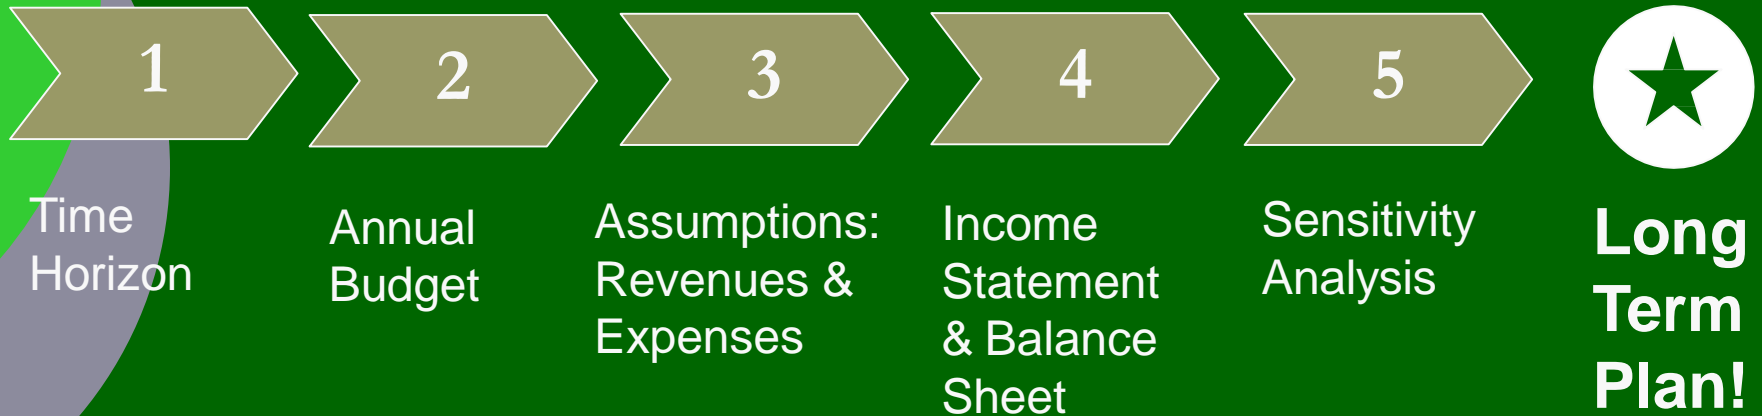 1
Time
Horizon
2
Annual
Budget
3
Assumptions:
Revenues &
Expenses
4
Income
Statement
& Balance
Sheet
5
Sensitivity
Analysis
Long
Term
Plan!